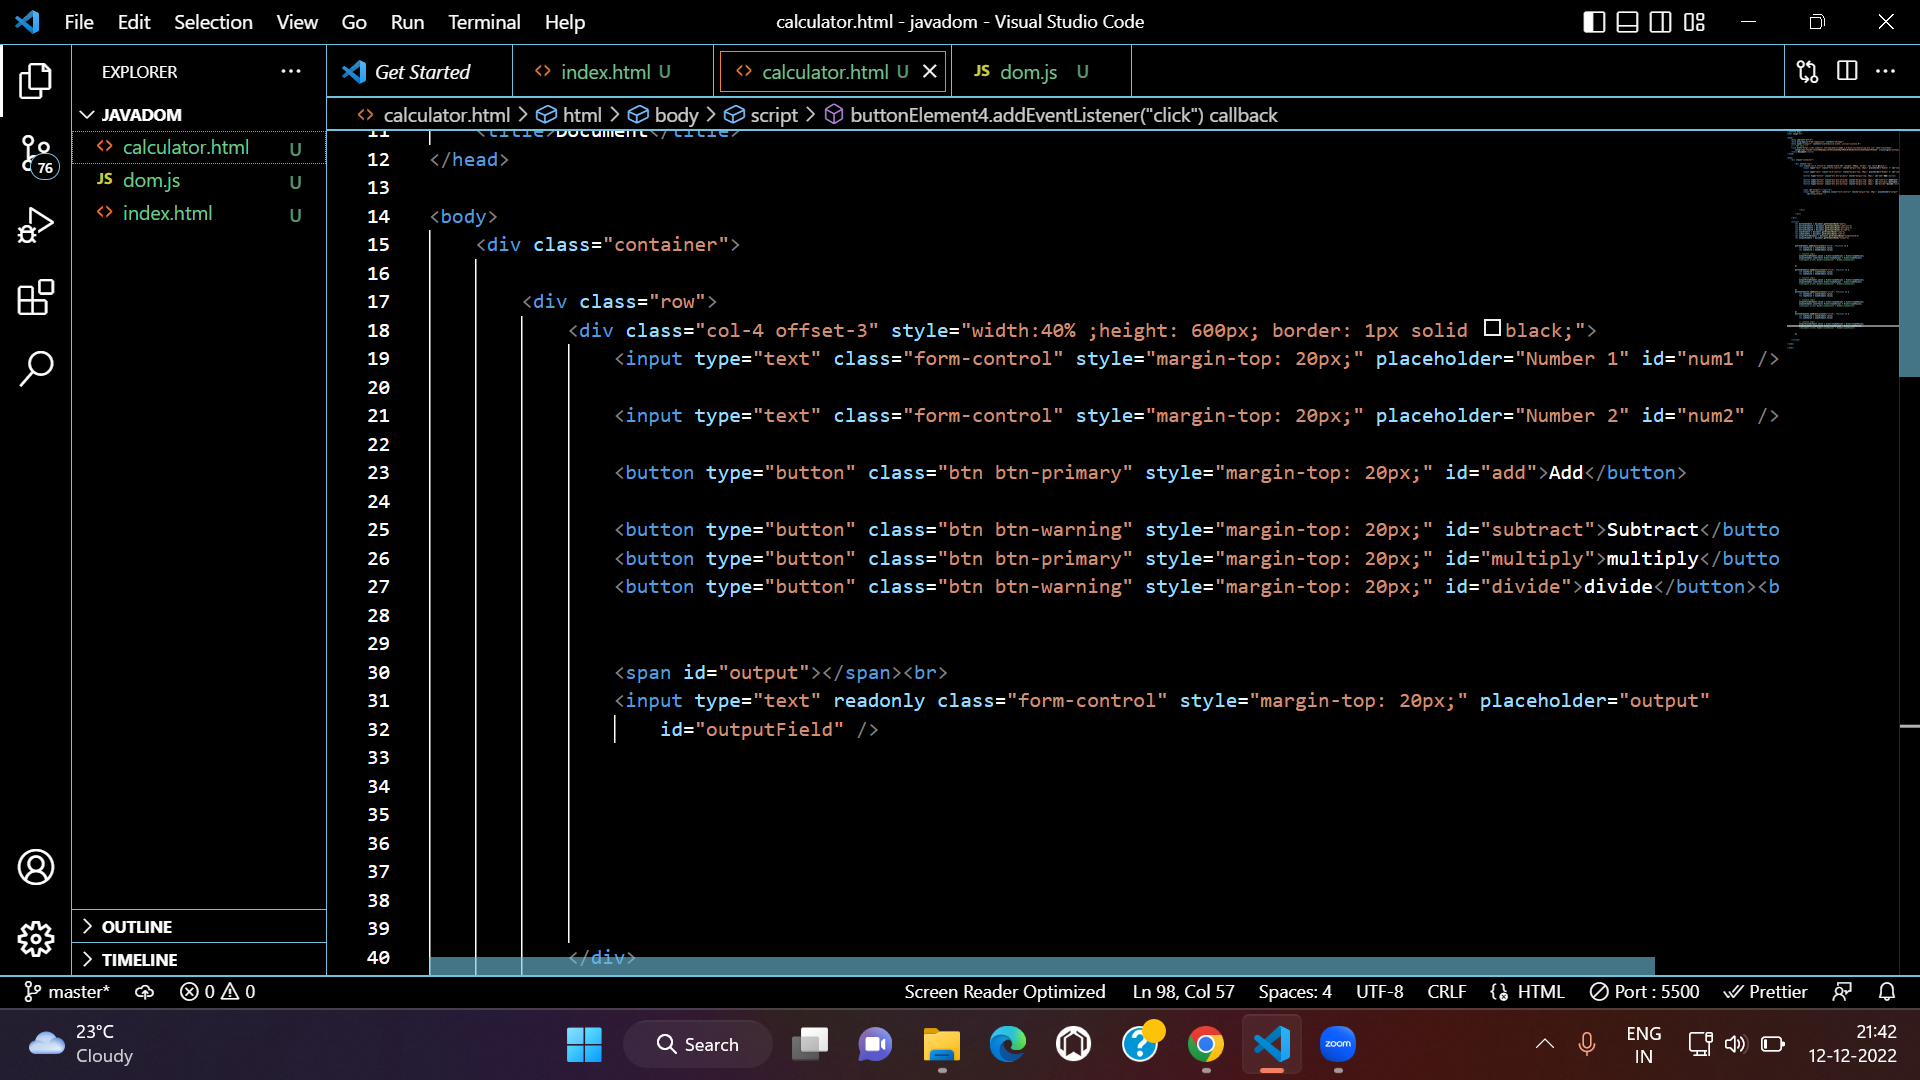 File Edit Selection View Go Run Terminal Help calculator.html - javadom - Visual Studio Code
EXPLORER
JAVADOM
calculator.html U
dom.js U
index.html U
OUTLINE
TIMELINE
76
Get Started index.html U calculator.html U JS dom.js U
calculator.html > html > body > script > buttonElement4.addEventListener("click") callback
11 <title>Document</title>
12 </head>
13
14 <body>
15 <div class="container">
16
17 <div class="row">
18 <div class="col-4 offset-3" style="width:40% ;height: 600px; border: 1px solid black;">
19 <input type="text" class="form-control" style="margin-top: 20px;" placeholder="Number 1" id="num1" />
20
21 <input type="text" class="form-control" style="margin-top: 20px;" placeholder="Number 2" id="num2" />
22
23 <button type="button" class="btn btn-primary" style="margin-top: 20px;" id="add">Add</button>
24
25 <button type="button" class="btn btn-warning" style="margin-top: 20px;" id="subtract">Subtract</butto
26 <button type="button" class="btn btn-primary" style="margin-top: 20px;" id="multiply">multiply</butto
27 <button type="button" class="btn btn-warning" style="margin-top: 20px;" id="divide">divide</button><b
28
29
30 <span id="output"></span><br>
31 <input type="text" readonly class="form-control" style="margin-top: 20px;" placeholder="output"
32 id="outputField" />
33
34
35
36
37
38
39
40 </div>
master* 0 0 Screen Reader Optimized Ln 98, Col 57 Spaces: 4 UTF-8 CRLF HTML Port : 5500 Prettier
23°C
Cloudy
Search
zoom
ENG
IN
21:42
12-12-2022